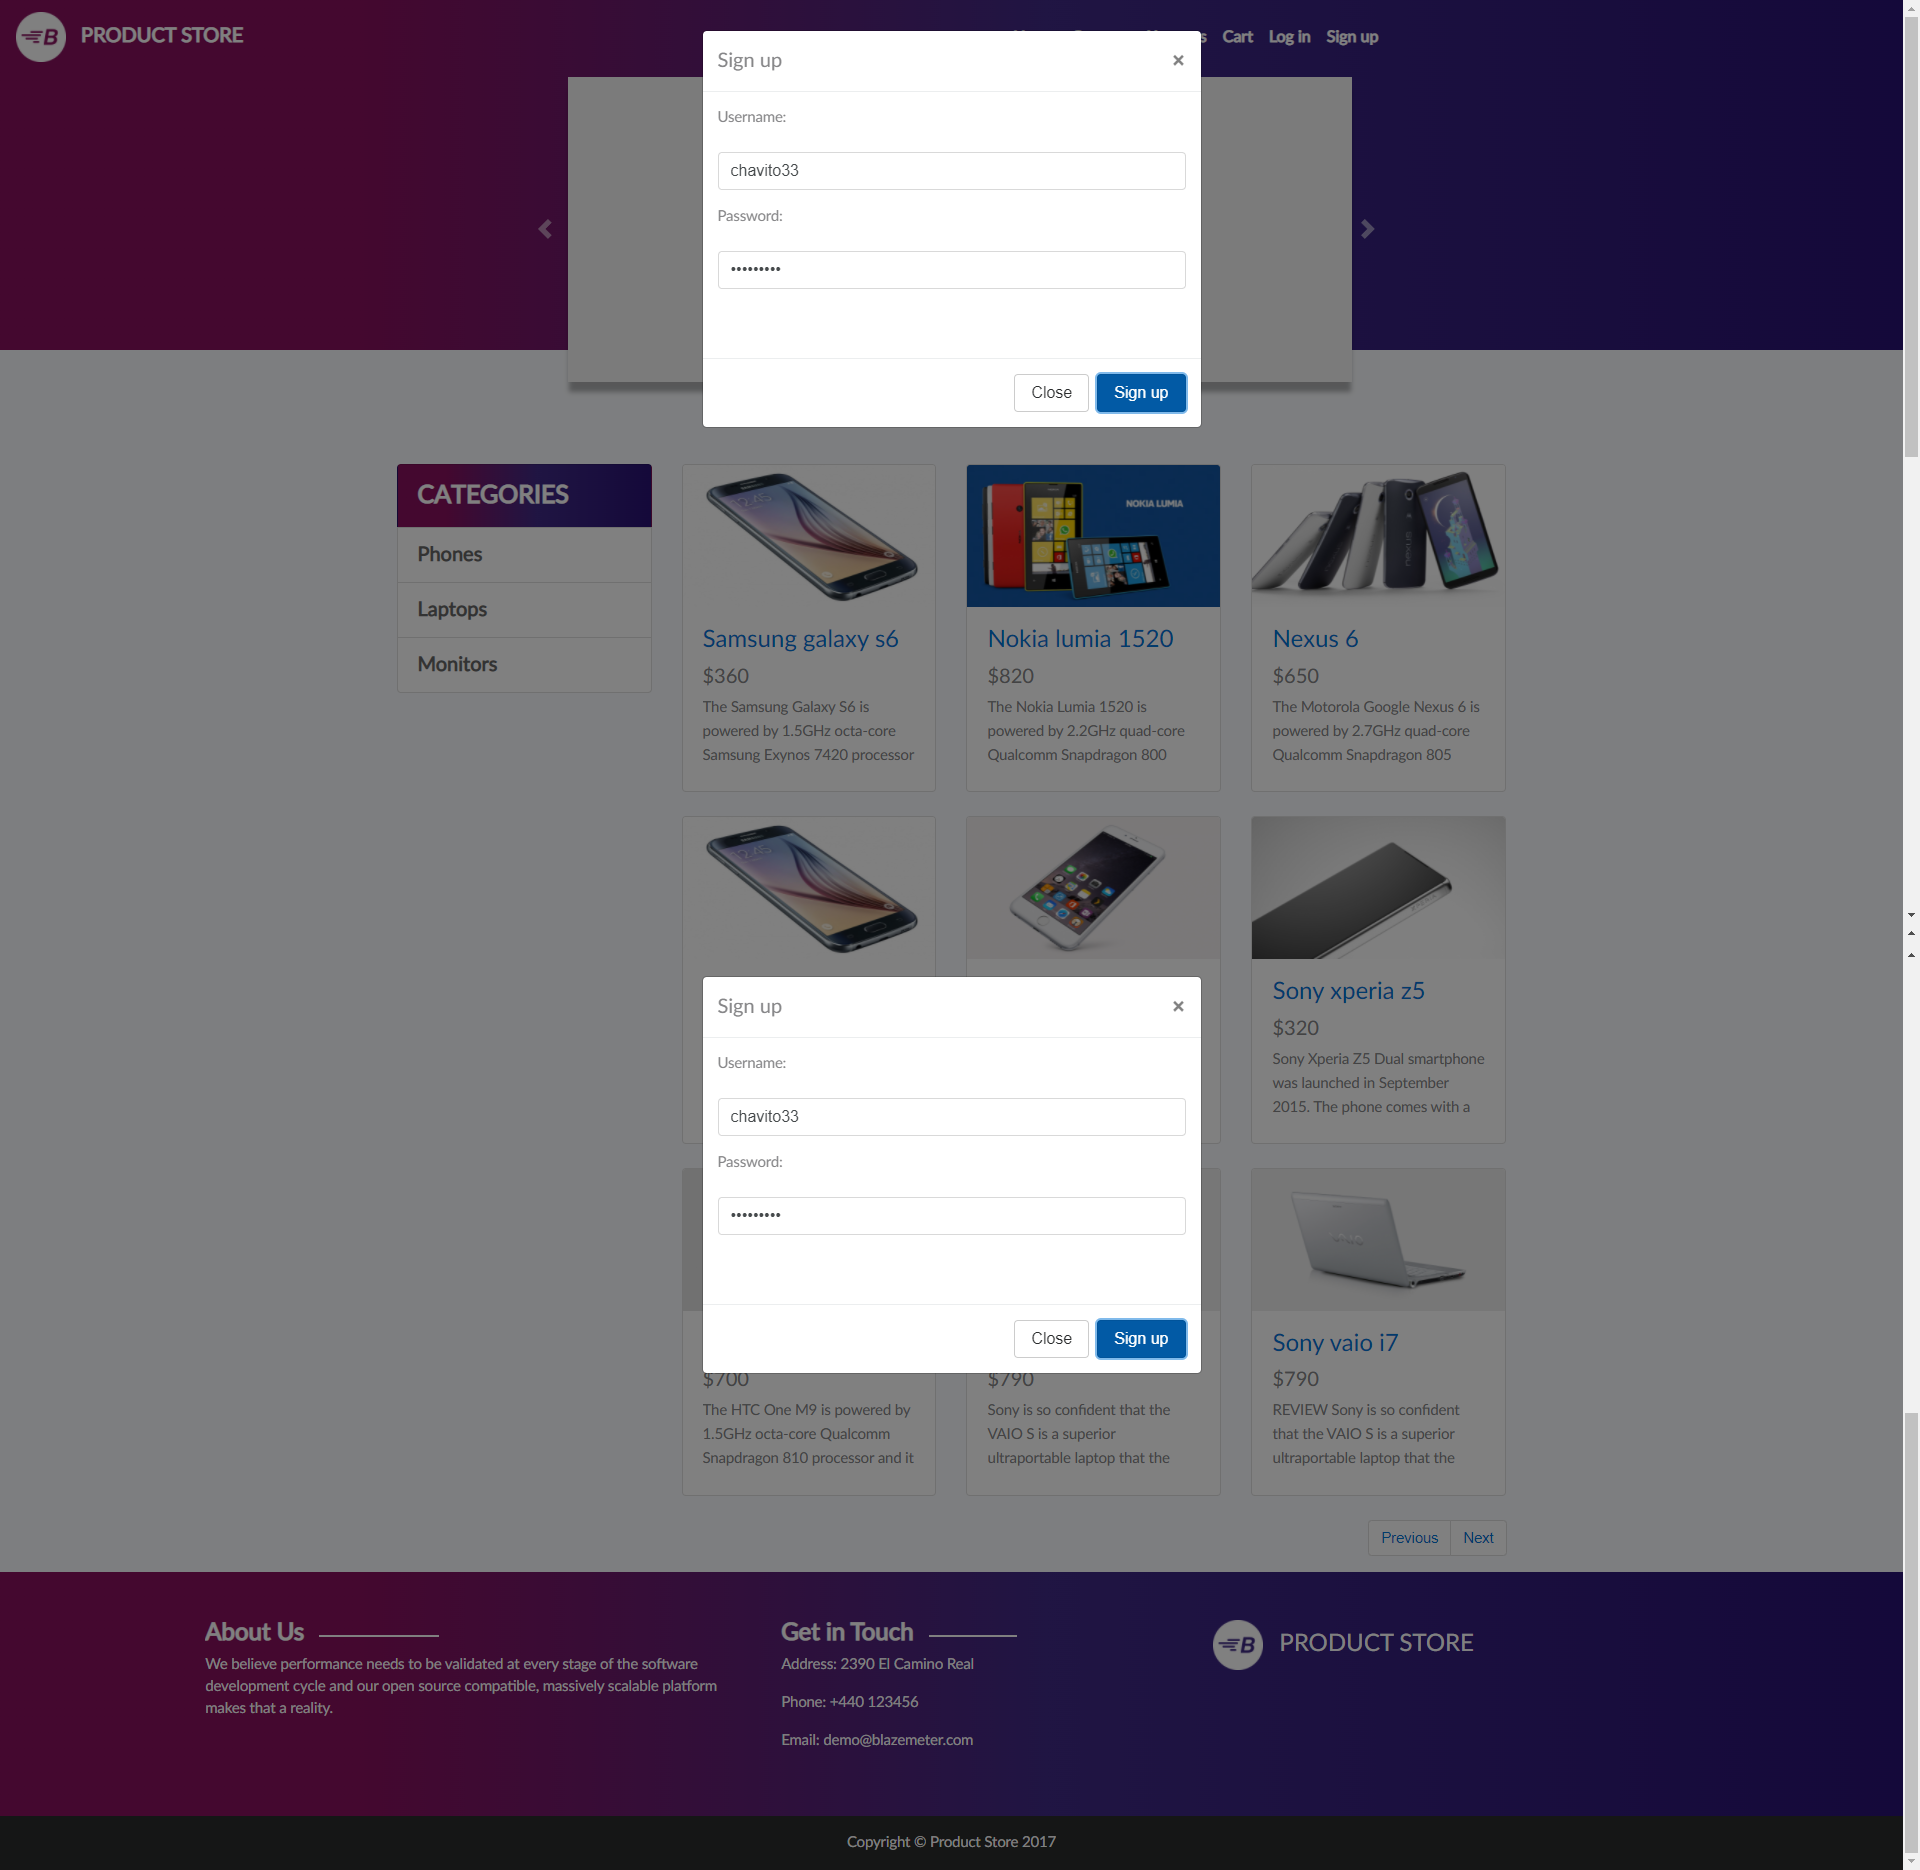 PRODUCT STORE
Cart
Log in
Sign up
Sign up
×
Username:
chavito33
Password:
•••••••••
Close
Sign up
CATEGORIES
Phones
Laptops
Monitors
NOKIA LUMIA
Samsung galaxy s6
$360
The Samsung Galaxy S6 is
powered by 1.5GHz octa-core
Samsung Exynos 7420 processor
Nokia lumia 1520
$820
The Nokia Lumia 1520 is
powered by 2.2GHz quad-core
Qualcomm Snapdragon 800
nexus
Nexus 6
$650
The Motorola Google Nexus 6 is
powered by 2.7GHz quad-core
Qualcomm Snapdragon 805
Sony xperia z5
$320
Sony Xperia Z5 Dual smartphone
was launched in September
2015. The phone comes with a
Sign up
×
Username:
chavito33
Password:
•••••••••
Close
Sign up
$700
The HTC One M9 is powered by
1.5GHz octa-core Qualcomm
Snapdragon 810 processor and it
$790
Sony is so confident that the
VAIO S is a superior
ultraportable laptop that the
VAIO
Sony vaio i7
$790
REVIEW Sony is so confident
that the VAIO S is a superior
ultraportable laptop that the
Previous
Next
About Us
We believe performance needs to be validated at every stage of the software
development cycle and our open source compatible, massively scalable platform
makes that a reality.
Get in Touch
Address: 2390 El Camino Real
Phone: +440 123456
Email: demo@blazemeter.com
B PRODUCT STORE
Copyright © Product Store 2017